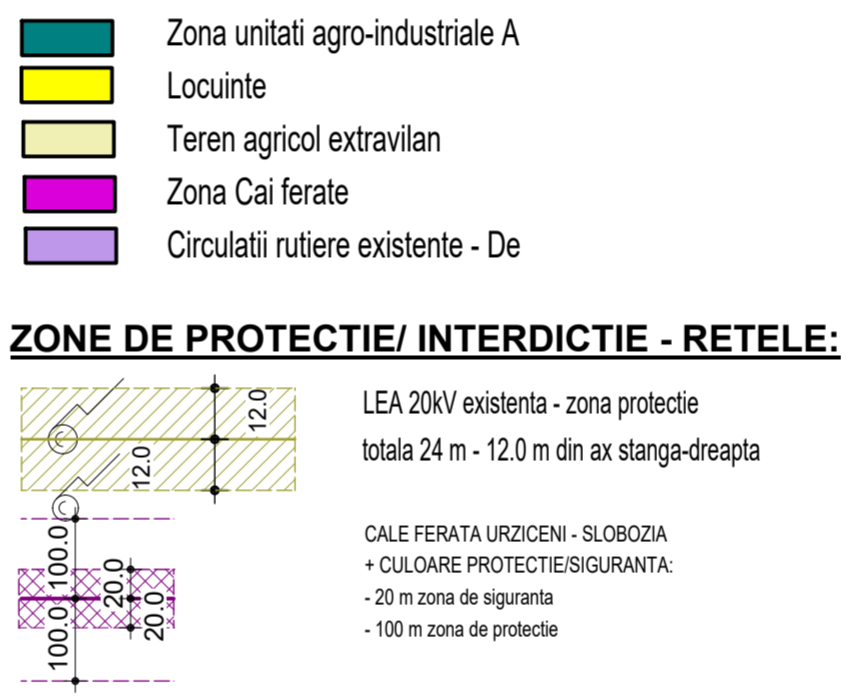 Zona unitati agro-industriale A
Locuinte
Teren agricol extravilan
Zona Cai ferate
Circulatii rutiere existente - De
ZONE DE PROTECTIE/ INTERDICTIE - RETELE:
12.0
12.0
LEA 20kV existenta - zona protectie
totala 24 m - 12.0 m din ax stanga-dreapta
100.0
100.0
20.0
20.0
CALE FERATA URZICENI - SLOBOZIA
+ CULOARE PROTECTIE/SIGURANTA:
- 20 m zona de siguranta
- 100 m zona de protectie